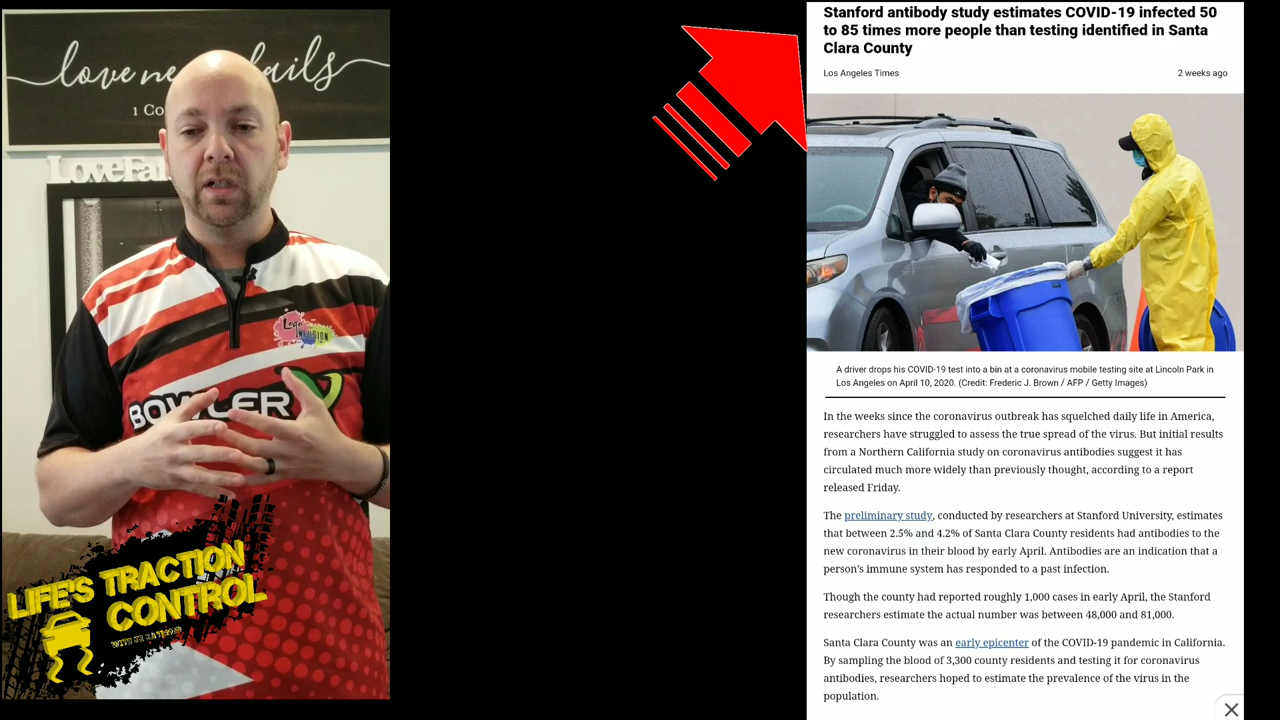 love never fails
1 Co
LoveFa
Logo
INFUSION
BOWLER
LIFE'S TRACTION
CONTROL
Stanford antibody study estimates COVID-19 infected 50
to 85 times more people than testing identified in Santa
Clara County
Los Angeles Times
2 weeks ago
A driver drops his COVID-19 test into a bin at a coronavirus mobile testing site at Lincoln Park in
Los Angeles on April 10, 2020. (Credit: Frederic J. Brown / AFP / Getty Images)
In the weeks since the coronavirus outbreak has squelched daily life in America,
researchers have struggled to assess the true spread of the virus. But initial results
from a Northern California study on coronavirus antibodies suggest it has
circulated much more widely than previously thought, according to a report
released Friday.
The preliminary study, conducted by researchers at Stanford University, estimates
that between 2.5% and 4.2% of Santa Clara County residents had antibodies to the
new coronavirus in their blood by early April. Antibodies are an indication that a
person's immune system has responded to a past infection.
Though the county had reported roughly 1,000 cases in early April, the Stanford
researchers estimate the actual number was between 48,000 and 81,000.
Santa Clara County was an early epicenter of the COVID-19 pandemic in California.
By sampling the blood of 3,300 county residents and testing it for coronavirus
antibodies, researchers hoped to estimate the prevalence of the virus in the
population.